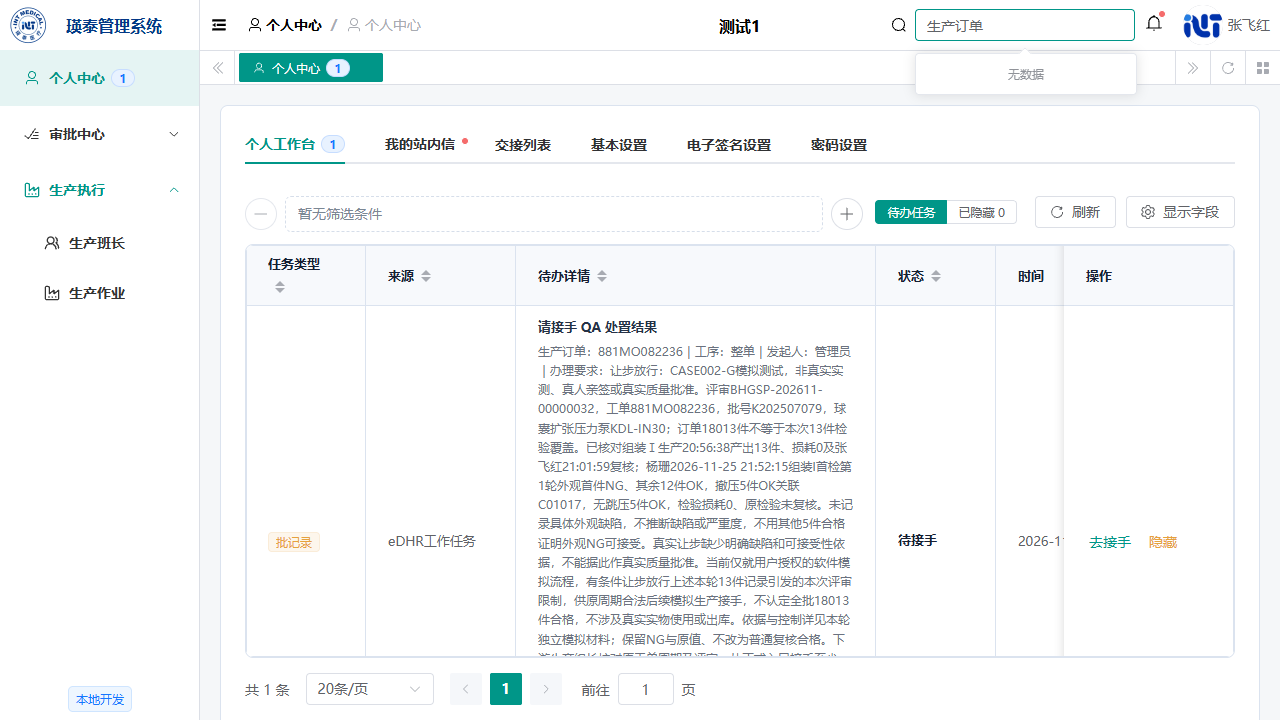 瑛泰管理系统
个人中心 / 个人中心
测试1
生产订单
张飞红
无数据
个人中心 1
个人中心 1
审批中心
生产执行
生产班长
生产作业
本地开发
个人工作台 1
我的站内信
交接列表
基本设置
电子签名设置
密码设置
暂无筛选条件
待办任务
已隐藏 0
刷新
显示字段
任务类型
来源
待办详情
状态
时间
操作
批记录
eDHR工作任务
请接手 QA 处置结果
生产订单：881MO082236 | 工序：整单 | 发起人：管理员
| 办理要求：让步放行：CASE002-G模拟测试，非真实实
测、真人亲签或真实质量批准。评审BHGSP-202611-
00000032，工单881MO082236，批号K202507079，球
囊扩张压力泵KDL-IN30；订单18013件不等于本次13件检
验覆盖。已核对组装Ⅰ生产20:56:38产出13件、损耗0及张
飞红21:01:59复核；杨珊2026-11-25 21:52:15组装I首检第
1轮外观首件NG、其余12件OK，撤压5件OK关联
C01017，无跳压5件OK，检验损耗0、原检验未复核。未记
录具体外观缺陷，不推断缺陷或严重度，不用其他5件合格
证明外观NG可接受。真实让步缺少明确缺陷和可接受性依
据，不能据此作真实质量批准。当前仅就用户授权的软件模
拟流程，有条件让步放行上述本轮13件记录引发的本次评审
限制，供原周期合法后续模拟生产接手，不认定全批18013
件合格，不涉及真实实物使用或出库。依据与控制详见本轮
独立模拟材料；保留NG与原值、不改为普通复核合格。下
待接手
2026-1
去接手
隐藏
共 1 条
20条/页
1
前往 1 页